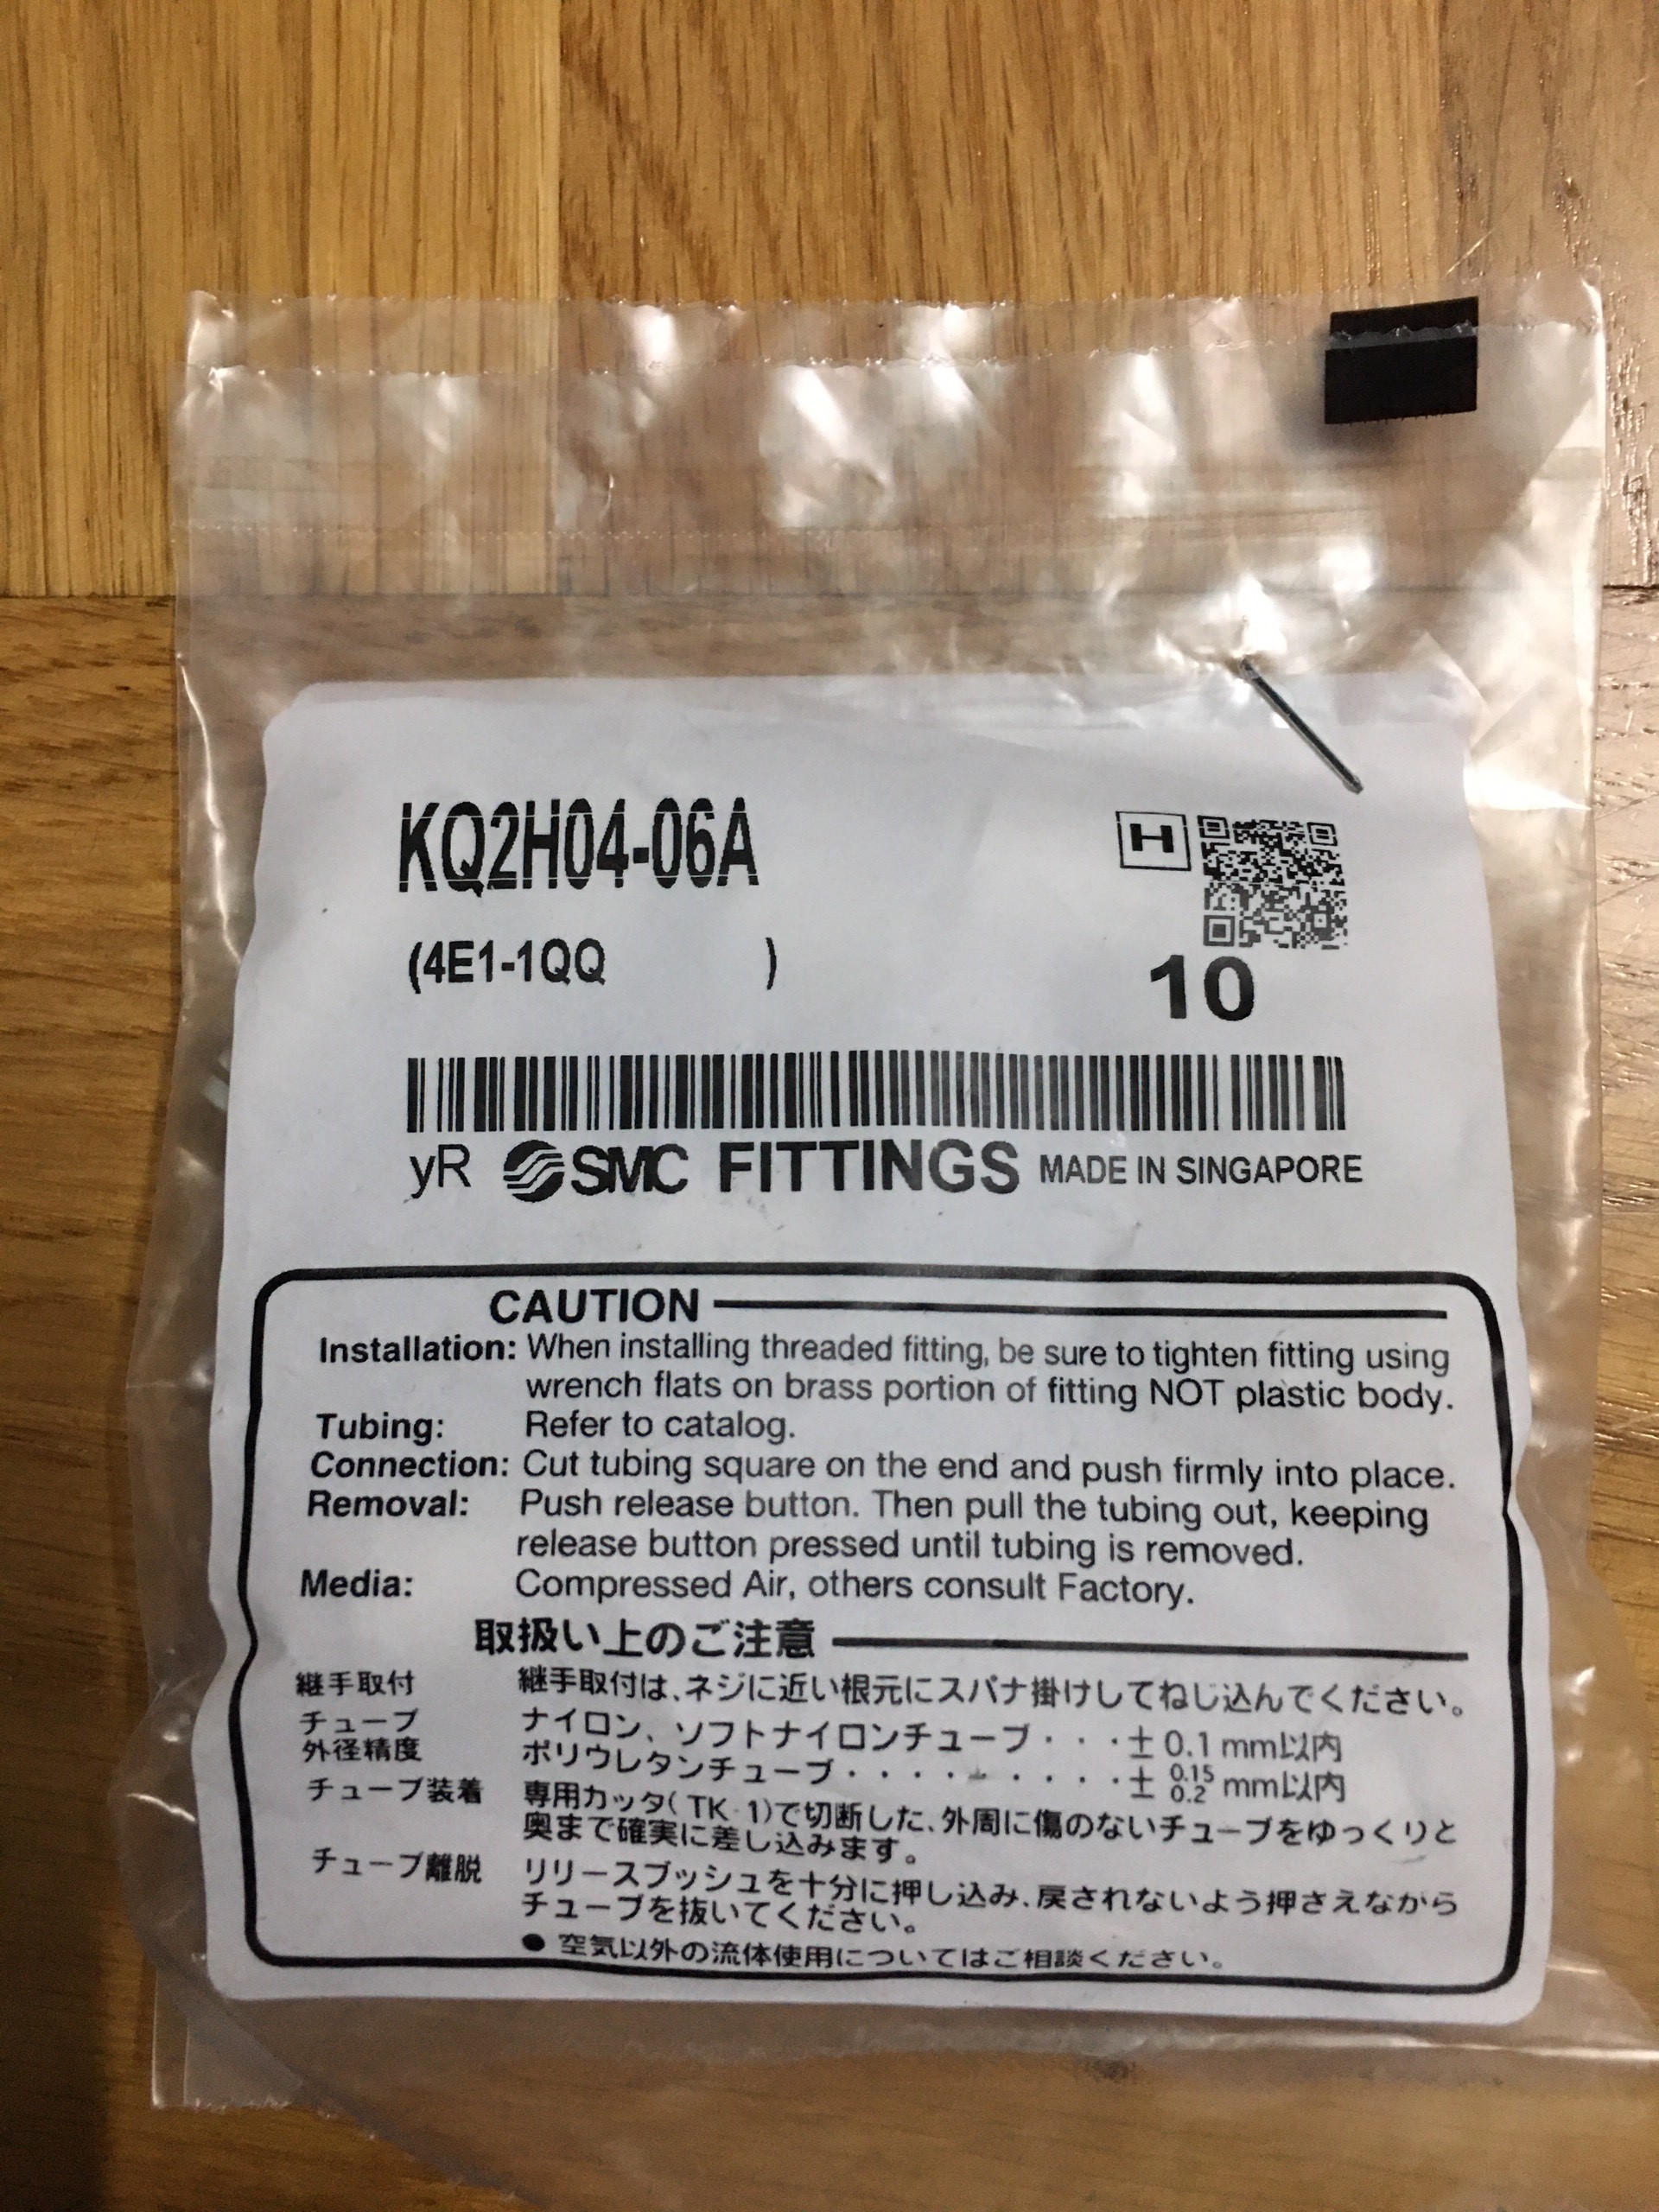 KQ2H04-06A
H
(4E1-1QQ )
10
yR SMC FITTINGS MADE IN SINGAPORE
CAUTION
Installation: When installing threaded fitting, be sure to tighten fitting using
wrench flats on brass portion of fitting NOT plastic body.
Tubing: Refer to catalog.
Connection: Cut tubing square on the end and push firmly into place.
Removal: Push release button. Then pull the tubing out, keeping
release button pressed until tubing is removed.
Media: Compressed Air, others consult Factory.
取扱い上のご注意
継手取付 継手取付は、ネジに近い根元にスパナ掛けしてねじ込んでください。
チューブ ナイロン、ソフトナイロンチューブ・・・± 0.1 mm以内
外径精度 ポリウレタンチューブ・・・・・・・・・± 0.15 0.2 mm以内
チューブ装着 専用カッタ( TK-1)で切断した、外周に傷のないチューブをゆっくりと
奥まで確実に差し込みます。
チューブ離脱 リリースブッシュを十分に押し込み、戻されないよう押さえながら
チューブを抜いてください。
● 空気以外の流体使用についてはご相談ください。